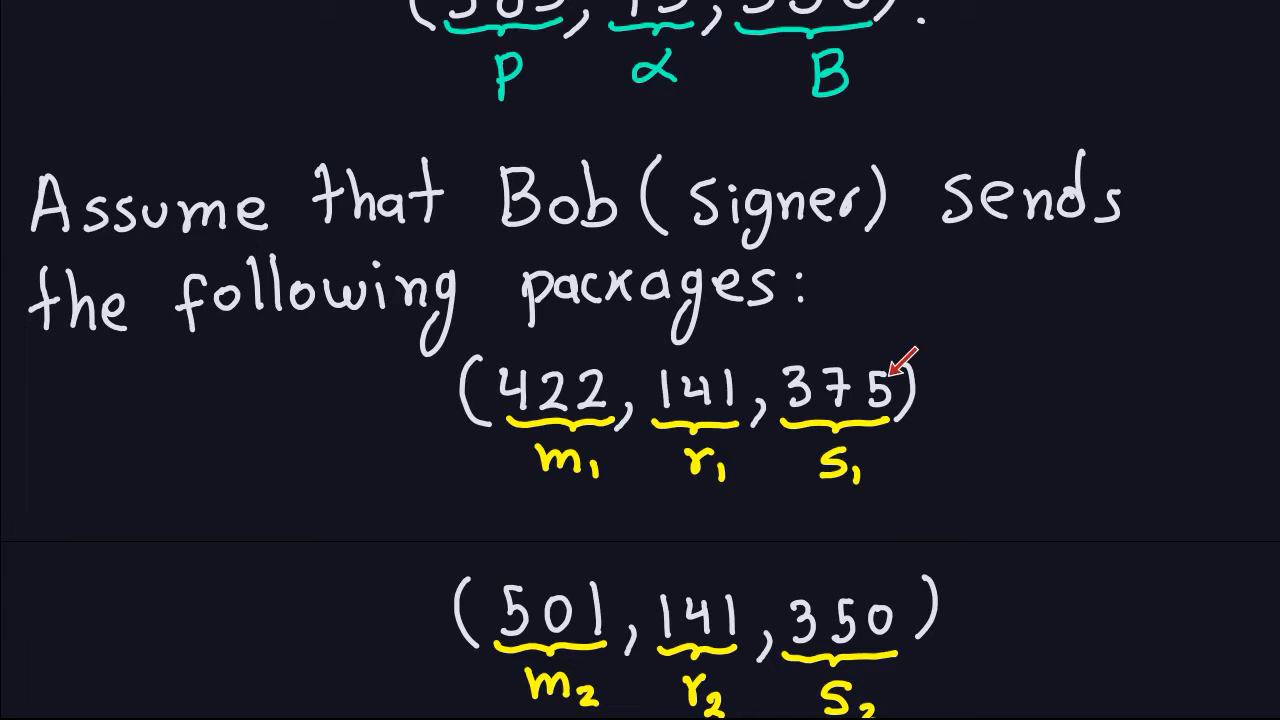 P α B
Assume that Bob (signer) sends
the following packages:
(422, 141, 375)
m₁ r₁ s₁
(501, 141, 350)
m₂ r₂ s₂